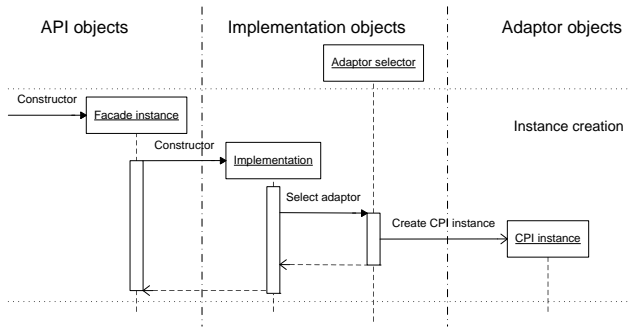 API objects
Implementation objects
Adaptor objects
Adaptor selector
Constructor
Facade instance
Instance creation
Constructor
Implementation
Select adaptor
Create CPI instance
CPI instance